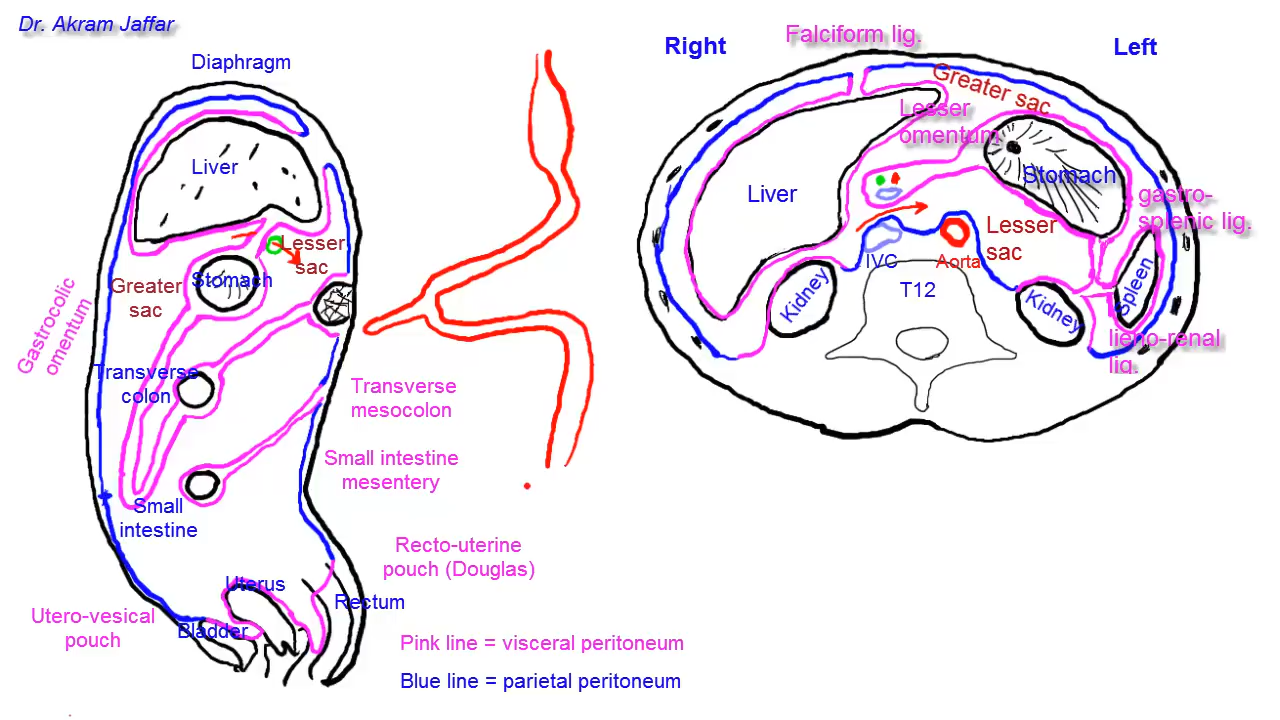 Dr. Akram Jaffar
Diaphragm
Liver
Lesser
sac
Stomach
Greater
sac
Gastrocolic
omentum
Transverse
colon
Transverse
mesocolon
Small intestine
mesentery
Small
intestine
Recto-uterine
pouch (Douglas)
Uterus
Rectum
Utero-vesical
pouch
Bladder
Pink line = visceral peritoneum
Blue line = parietal peritoneum
Right
Falciform lig.
Left
Greater sac
Lesser
omentum
Stomach
Liver
gastro-
splenic lig.
Lesser
sac
IVC
Aorta
T12
Kidney
Kidney
Spleen
lieno-renal
lig.